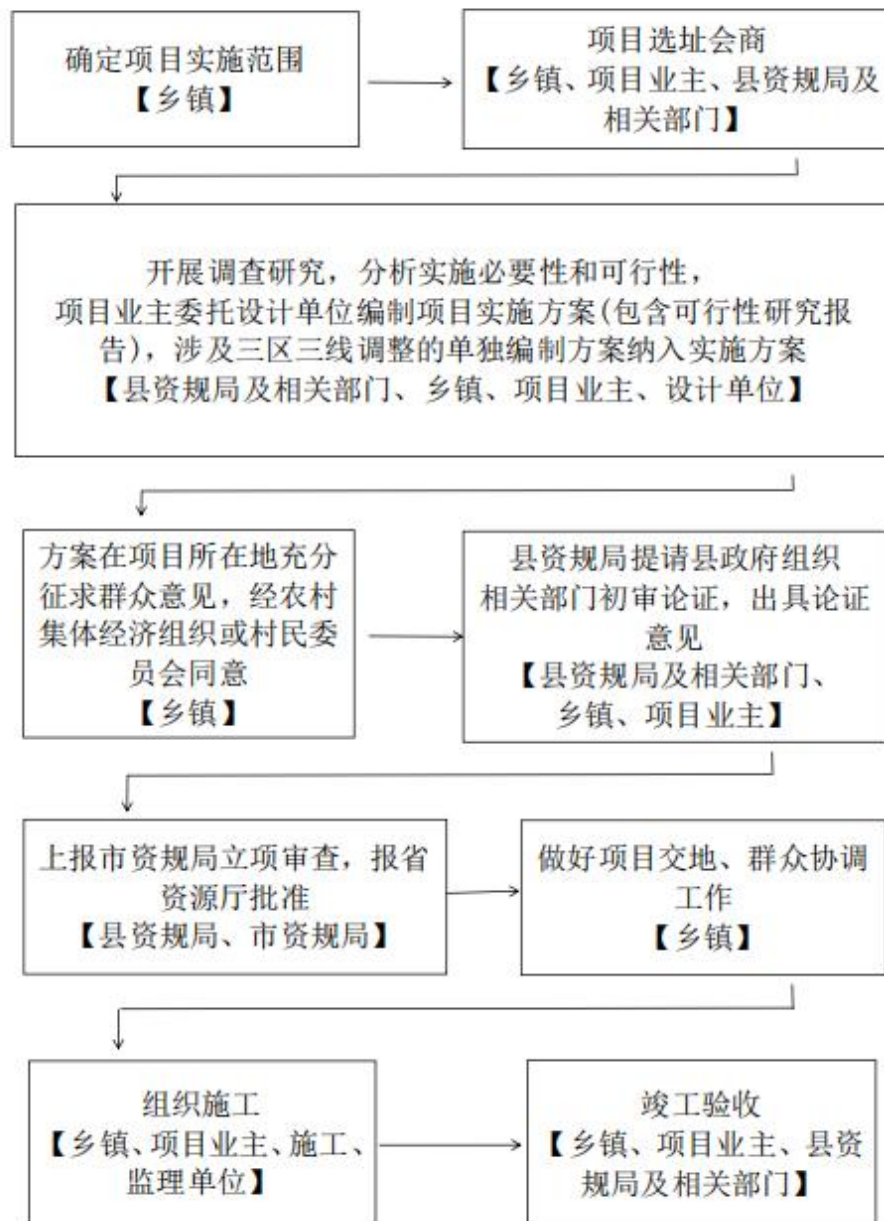 确定项目实施范围
【乡镇】
项目选址会商
【乡镇、项目业主、县资规局及
相关部门】
开展调查研究，分析实施必要性和可行性，
项目业主委托设计单位编制项目实施方案(包含可行性研究报
告)，涉及三区三线调整的单独编制方案纳入实施方案
【县资规局及相关部门、乡镇、项目业主、设计单位】
方案在项目所在地充分
征求群众意见，经农村
集体经济组织或村民委
员会同意
【乡镇】
县资规局提请县政府组织
相关部门初审论证，出具论证
意见
【县资规局及相关部门、
乡镇、项目业主】
上报市资规局立项审查，报省
资源厅批准
【县资规局、市资规局】
做好项目交地、群众协调
工作
【乡镇】
组织施工
【乡镇、项目业主、施工、
监理单位】
竣工验收
【乡镇、项目业主、县资
规局及相关部门】